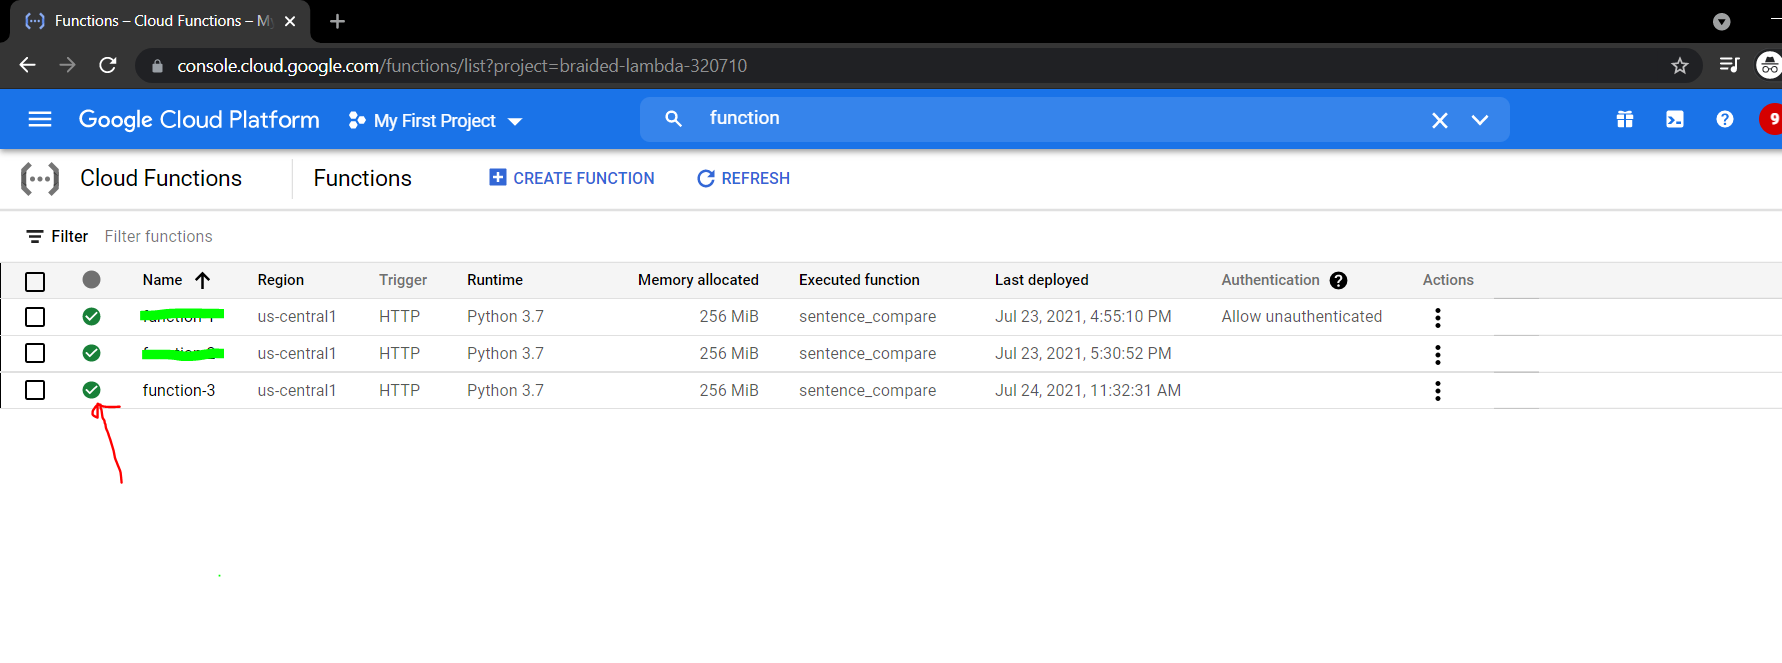 Functions – Cloud Functions – My
console.cloud.google.com/functions/list?project=braided-lambda-320710
Google Cloud Platform My First Project function 9
Cloud Functions Functions CREATE FUNCTION REFRESH
Filter Filter functions
Name Region Trigger Runtime Memory allocated Executed function Last deployed Authentication Actions
us-central1 HTTP Python 3.7 256 MiB sentence_compare Jul 23, 2021, 4:55:10 PM Allow unauthenticated
us-central1 HTTP Python 3.7 256 MiB sentence_compare Jul 23, 2021, 5:30:52 PM
function-3 us-central1 HTTP Python 3.7 256 MiB sentence_compare Jul 24, 2021, 11:32:31 AM